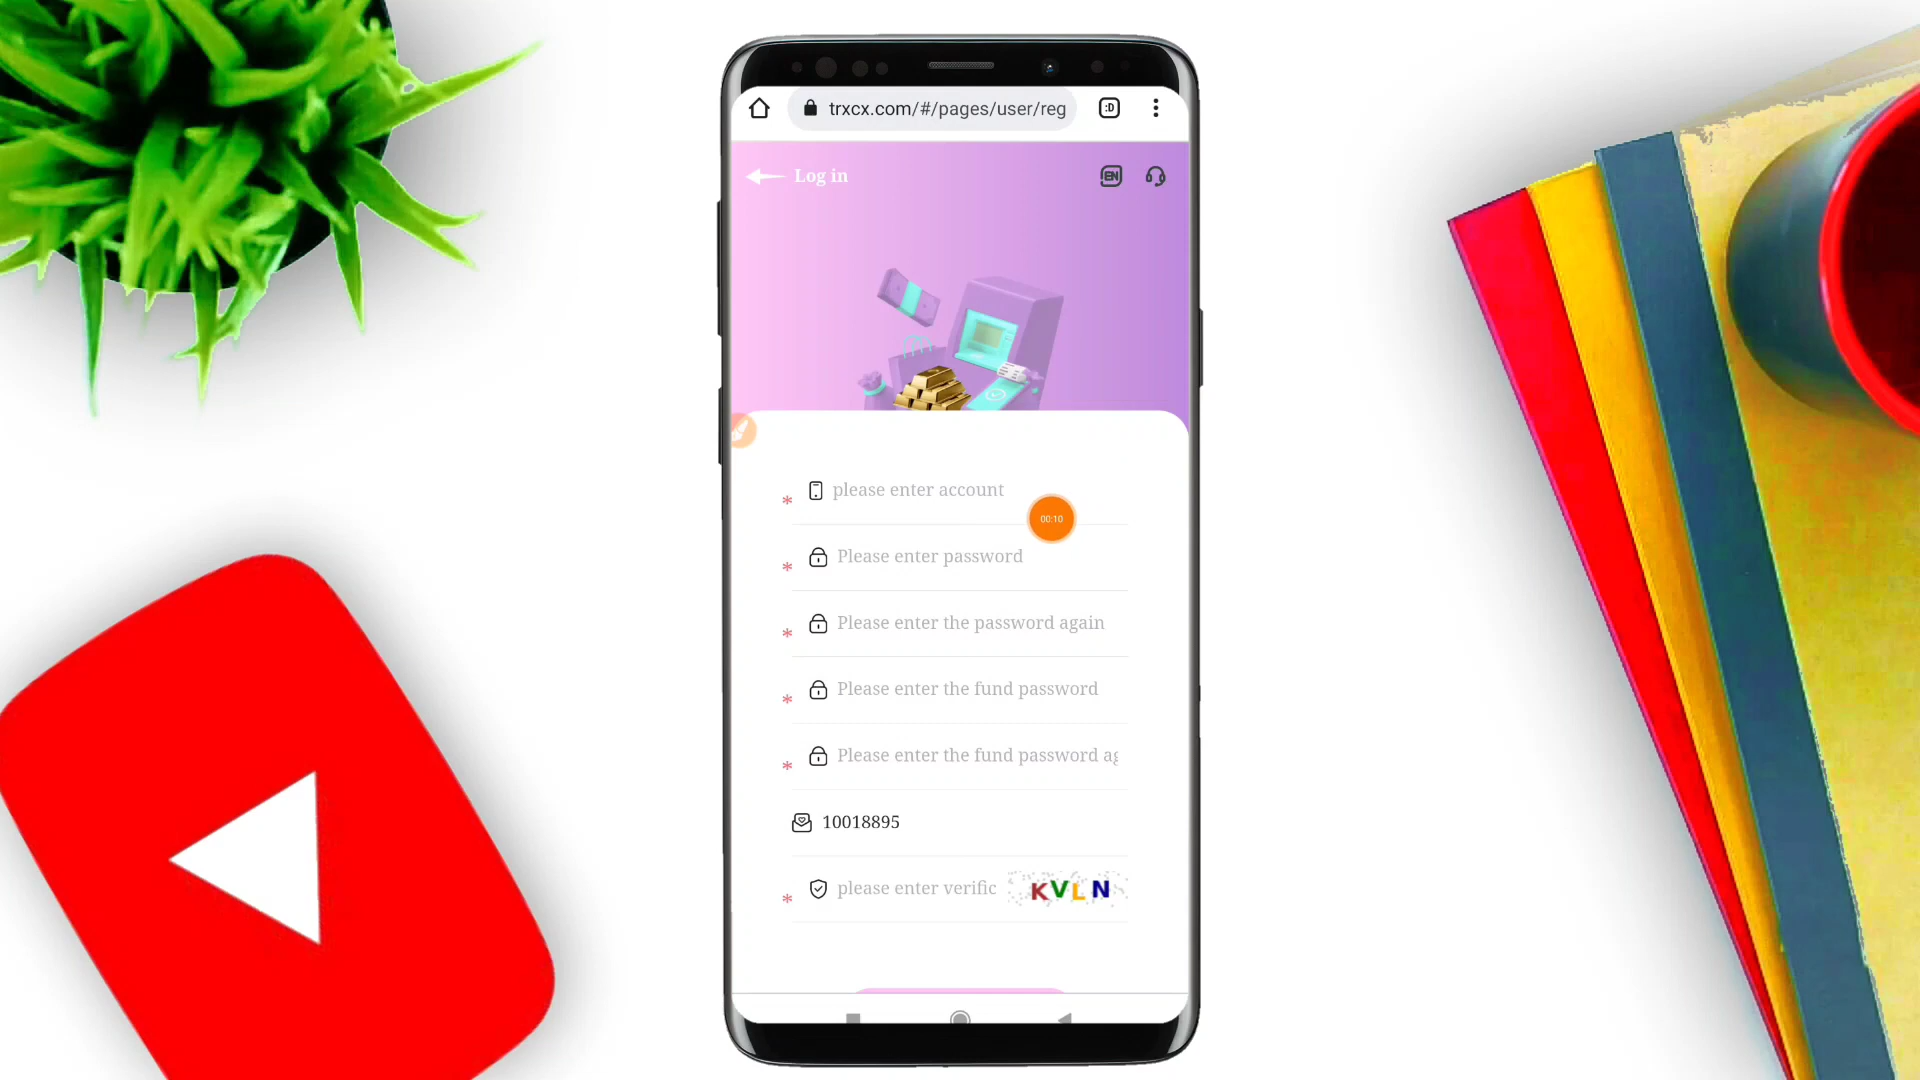 trxcx.com/#/pages/user/reg
:D
Log in
EN
please enter account
00:10
Please enter password
Please enter the password again
Please enter the fund password
Please enter the fund password ag
10018895
please enter verific
KVLN